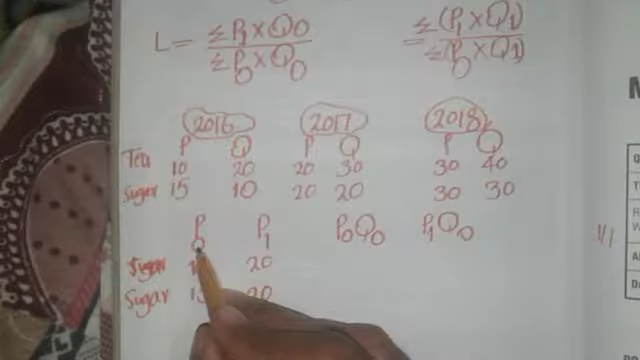 L = ΣP₁×Q₀ / ΣP₀×Q₀ = Σ(P₁×Q₁) / Σ(P₀×Q₁)
2016 2017 2018
P Q P Q P Q
Tea 10 20 20 30 30 40
Sugar 15 10 20 20 30 30
P₀ P₁ P₀Q₀ P₁Q₀
Sugar 20
Sugar 20